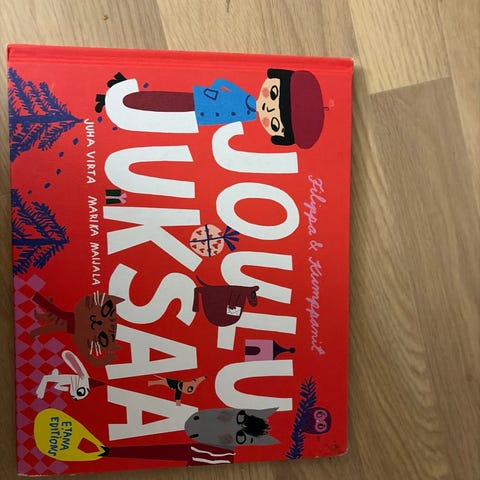 Filippa & Kumppanit
JOULU
JUKSAA
JUHA VIRTA MARIKA MAIJALA
ETANA
EDITIONS